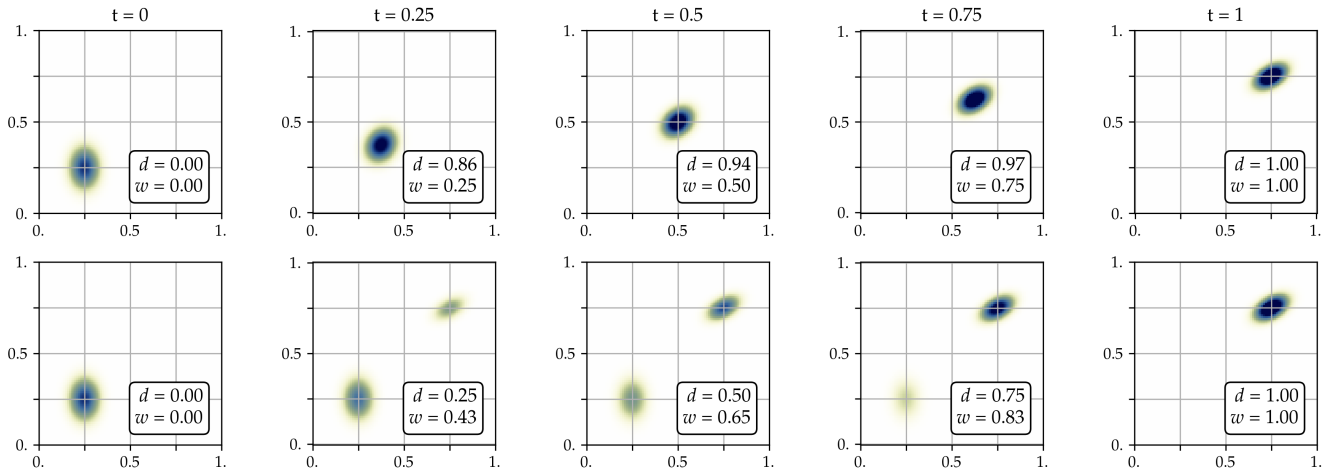 t = 0 t = 0.25 t = 0.5 t = 0.75 t = 1
1. 1. 1. 1. 1.
0.5 0.5 0.5 0.5 0.5
d = 0.00 d = 0.86 d = 0.94 d = 0.97 d = 1.00
w = 0.00 w = 0.25 w = 0.50 w = 0.75 w = 1.00
0. 0. 0. 0. 0.
0. 0.5 1. 0. 0.5 1. 0. 0.5 1. 0. 0.5 1. 0. 0.5 1.
1. 1. 1. 1. 1.
0.5 0.5 0.5 0.5 0.5
d = 0.00 d = 0.25 d = 0.50 d = 0.75 d = 1.00
w = 0.00 w = 0.43 w = 0.65 w = 0.83 w = 1.00
0. 0. 0. 0. 0.
0. 0.5 1. 0. 0.5 1. 0. 0.5 1. 0. 0.5 1. 0. 0.5 1.